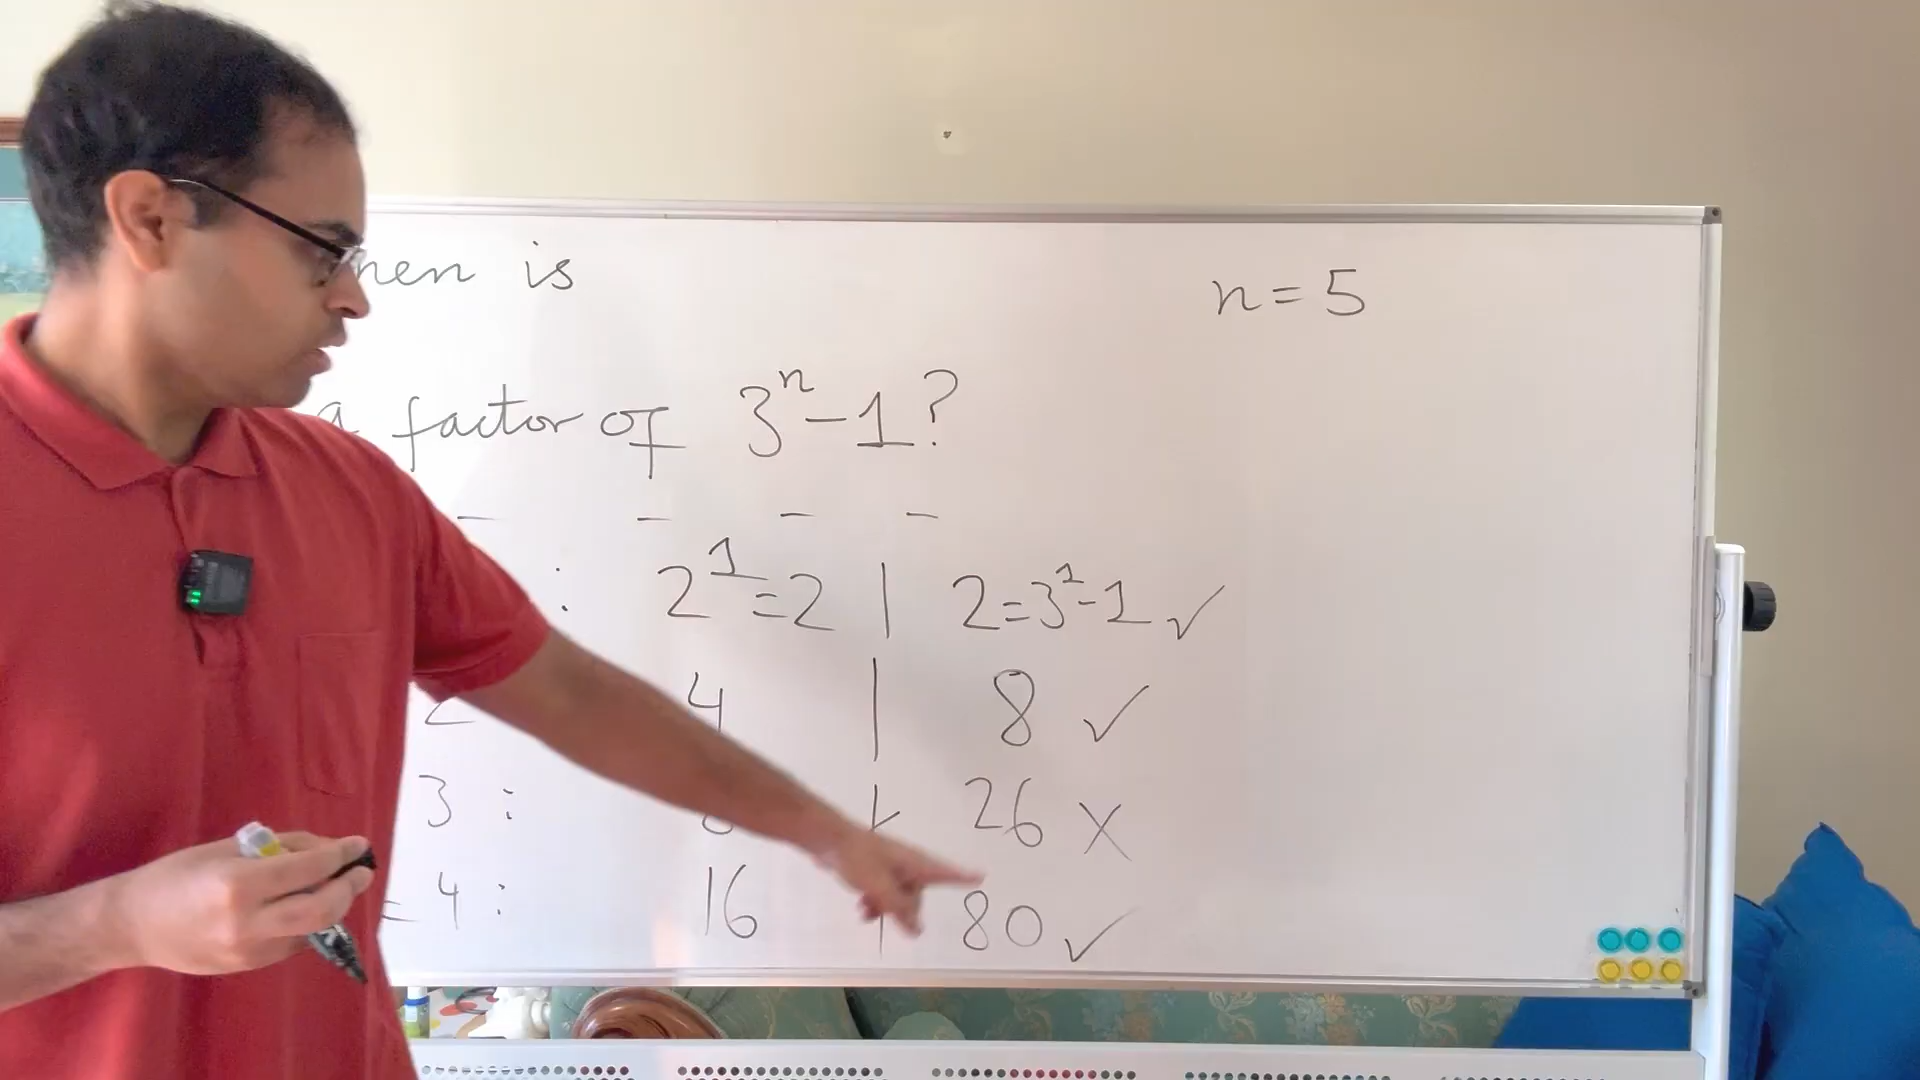 is
a factor of 3ⁿ-1?
: 2¹=2 | 2=3¹-1 ✓
2 4 | 8 ✓
3 : 8 ∤ 26 X
= 4 : 16 | 80 ✓
n=5